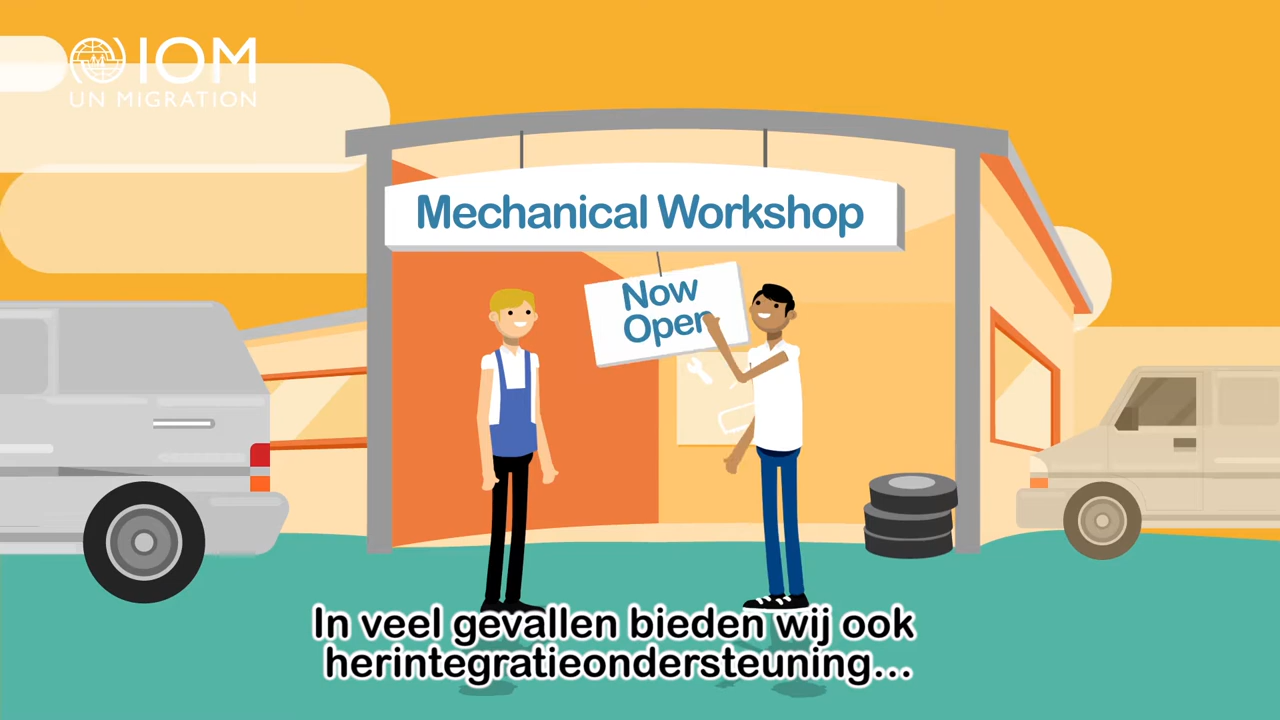 IOM
UN MIGRATION
Mechanical Workshop
Now
Open
In veel gevallen bieden wij ook
herintegratieondersteuning...